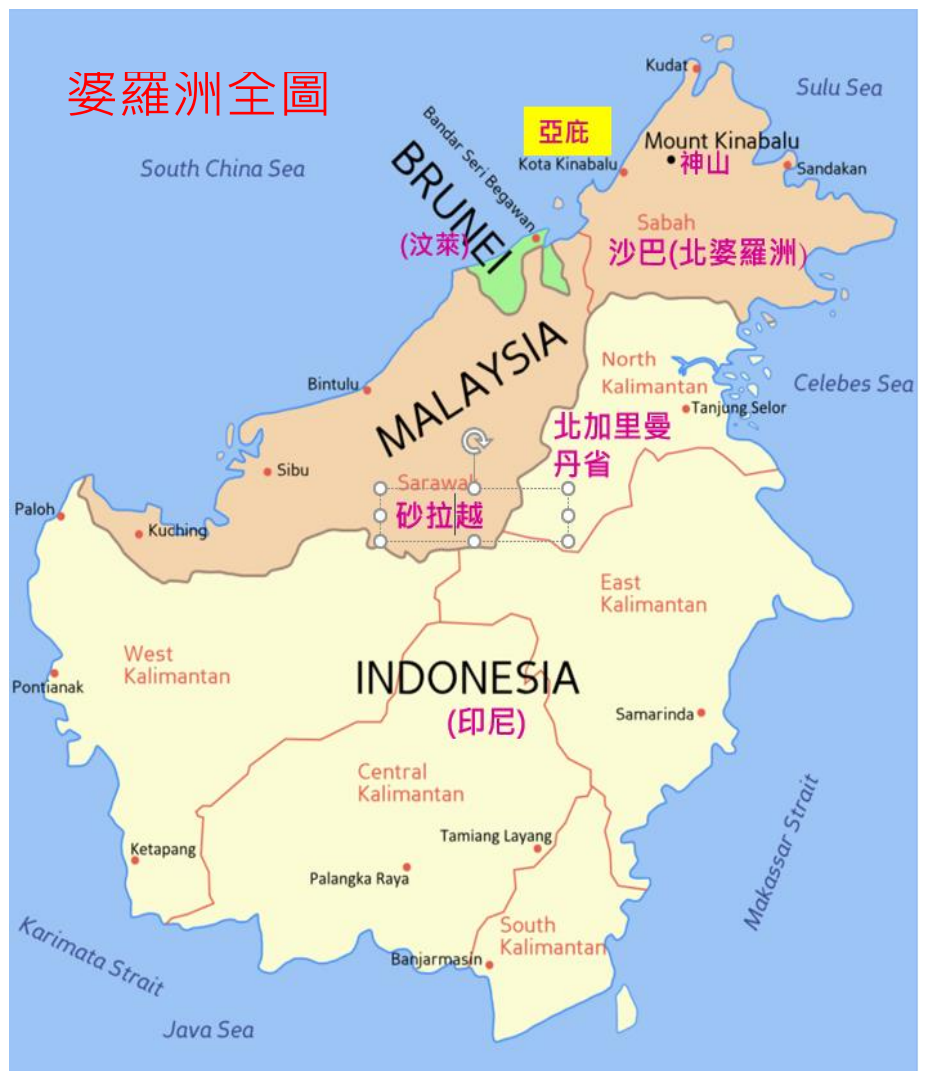 婆羅洲全圖
Kudat
Sulu Sea
亞庇
Mount Kinabalu
Kota Kinabalu
神山
Sandakan
South China Sea
Bandar Seri Begawan
BRUNEI
(汶萊)
Sabah
沙巴(北婆羅洲)
MALAYSIA
North
Kalimantan
Celebes Sea
Bintulu
Tanjung Selor
北加里曼
丹省
Sibu
Sarawak
砂拉越
Paloh
Kuching
East
Kalimantan
West
Kalimantan
INDONESIA
(印尼)
Pontianak
Samarinda
Central
Kalimantan
Makassar Strait
Tamiang Layang
Ketapang
Palangka Raya
South
Kalimantan
Banjarmasin
Karimata Strait
Java Sea